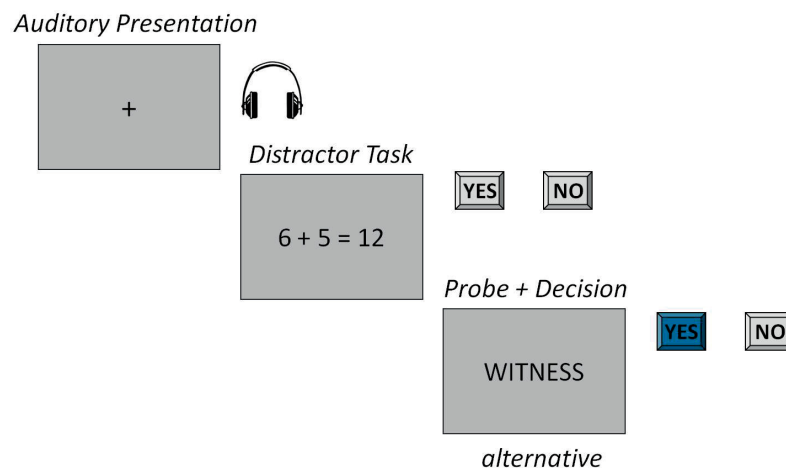 Auditory Presentation
+
Distractor Task
YES NO
6 + 5 = 12
Probe + Decision
YES NO
WITNESS
alternative